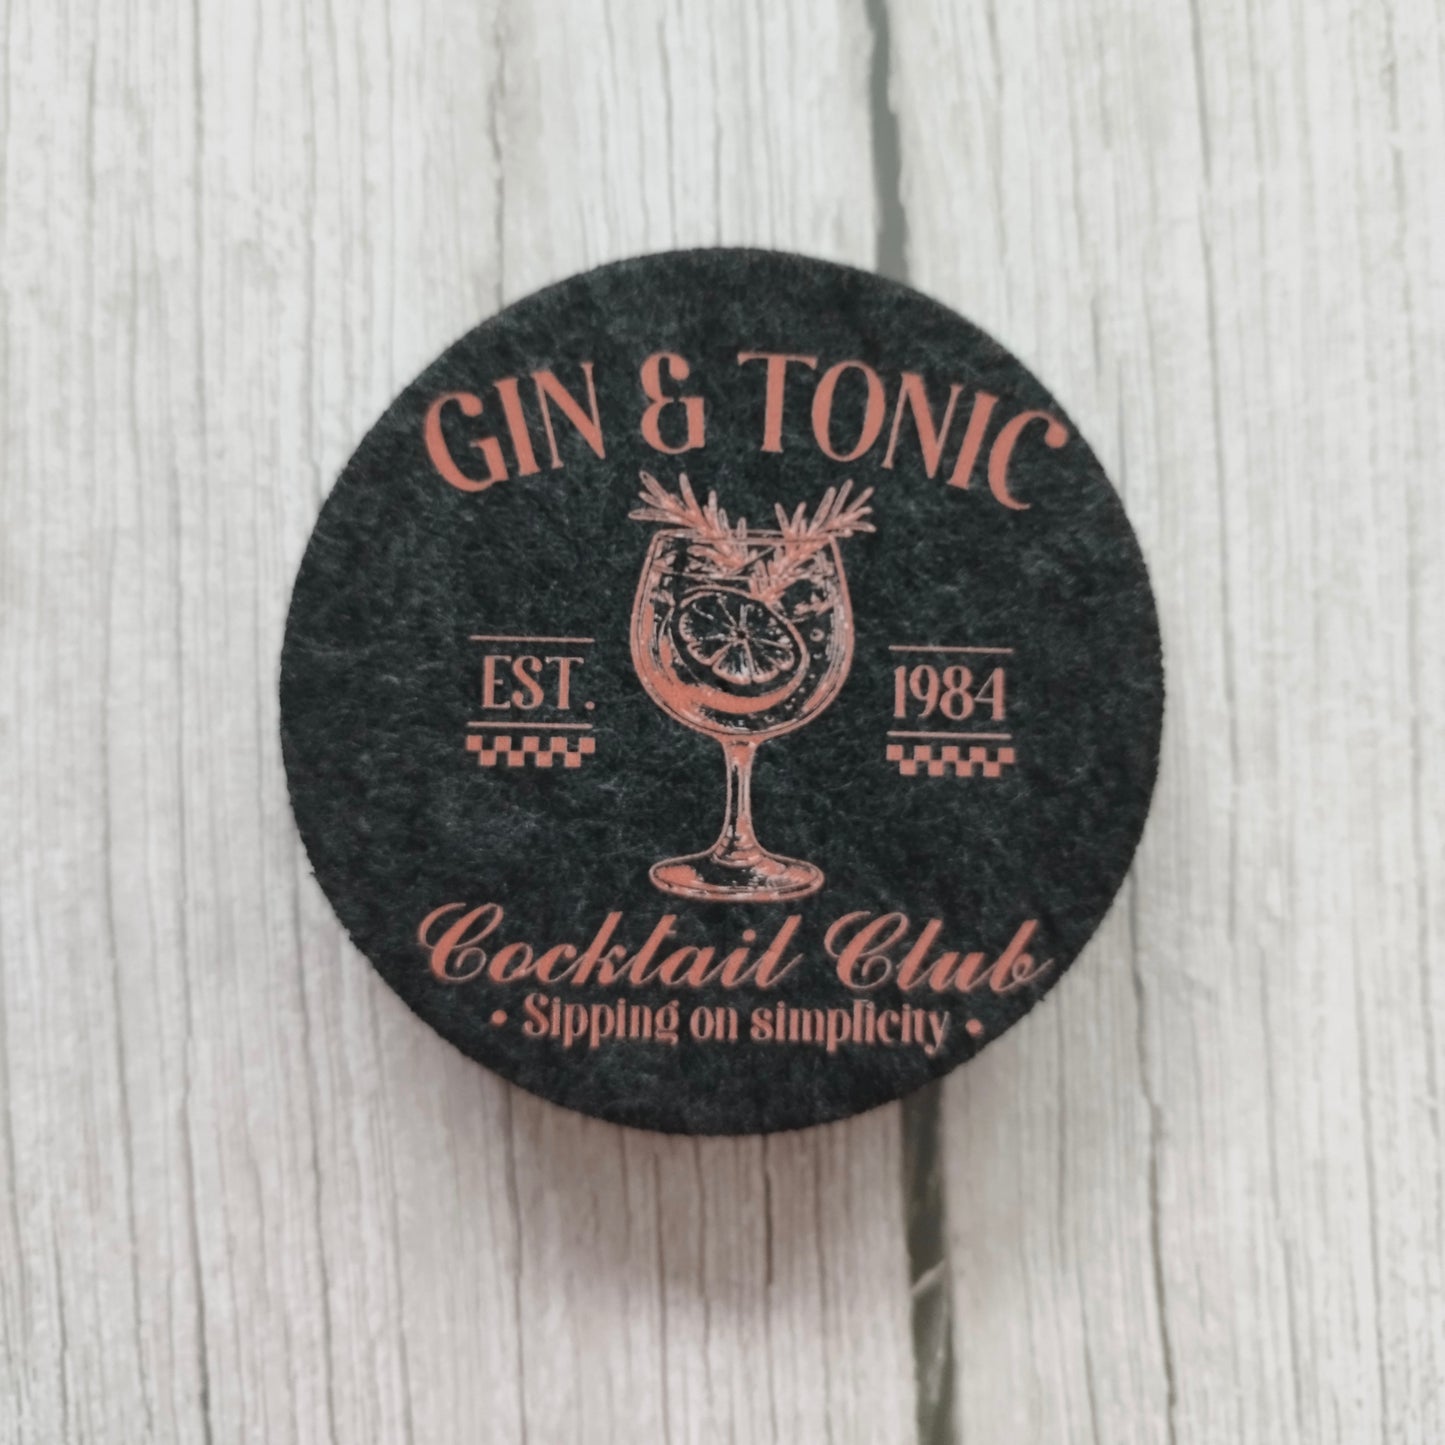 GIN & TONIC
EST. 1984
Cocktail Club
• Sipping on simplicity •